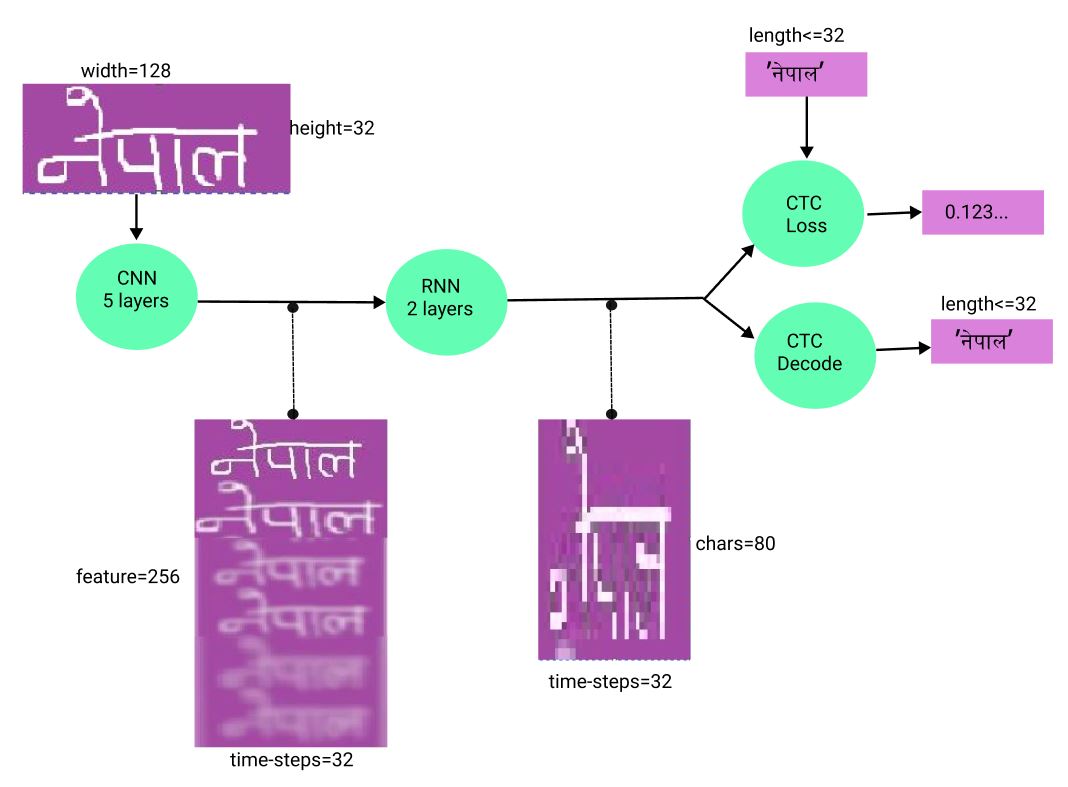 length<=32
'नेपाल'
width=128
नेपाल
height=32
CTC
Loss
0.123...
CNN
5 layers
RNN
2 layers
length<=32
'नेपाल'
CTC
Decode
नेपाल
नेपाल
नेपाल
नेपाल
नेपाल
नेपाल
feature=256
time-steps=32
chars=80
time-steps=32